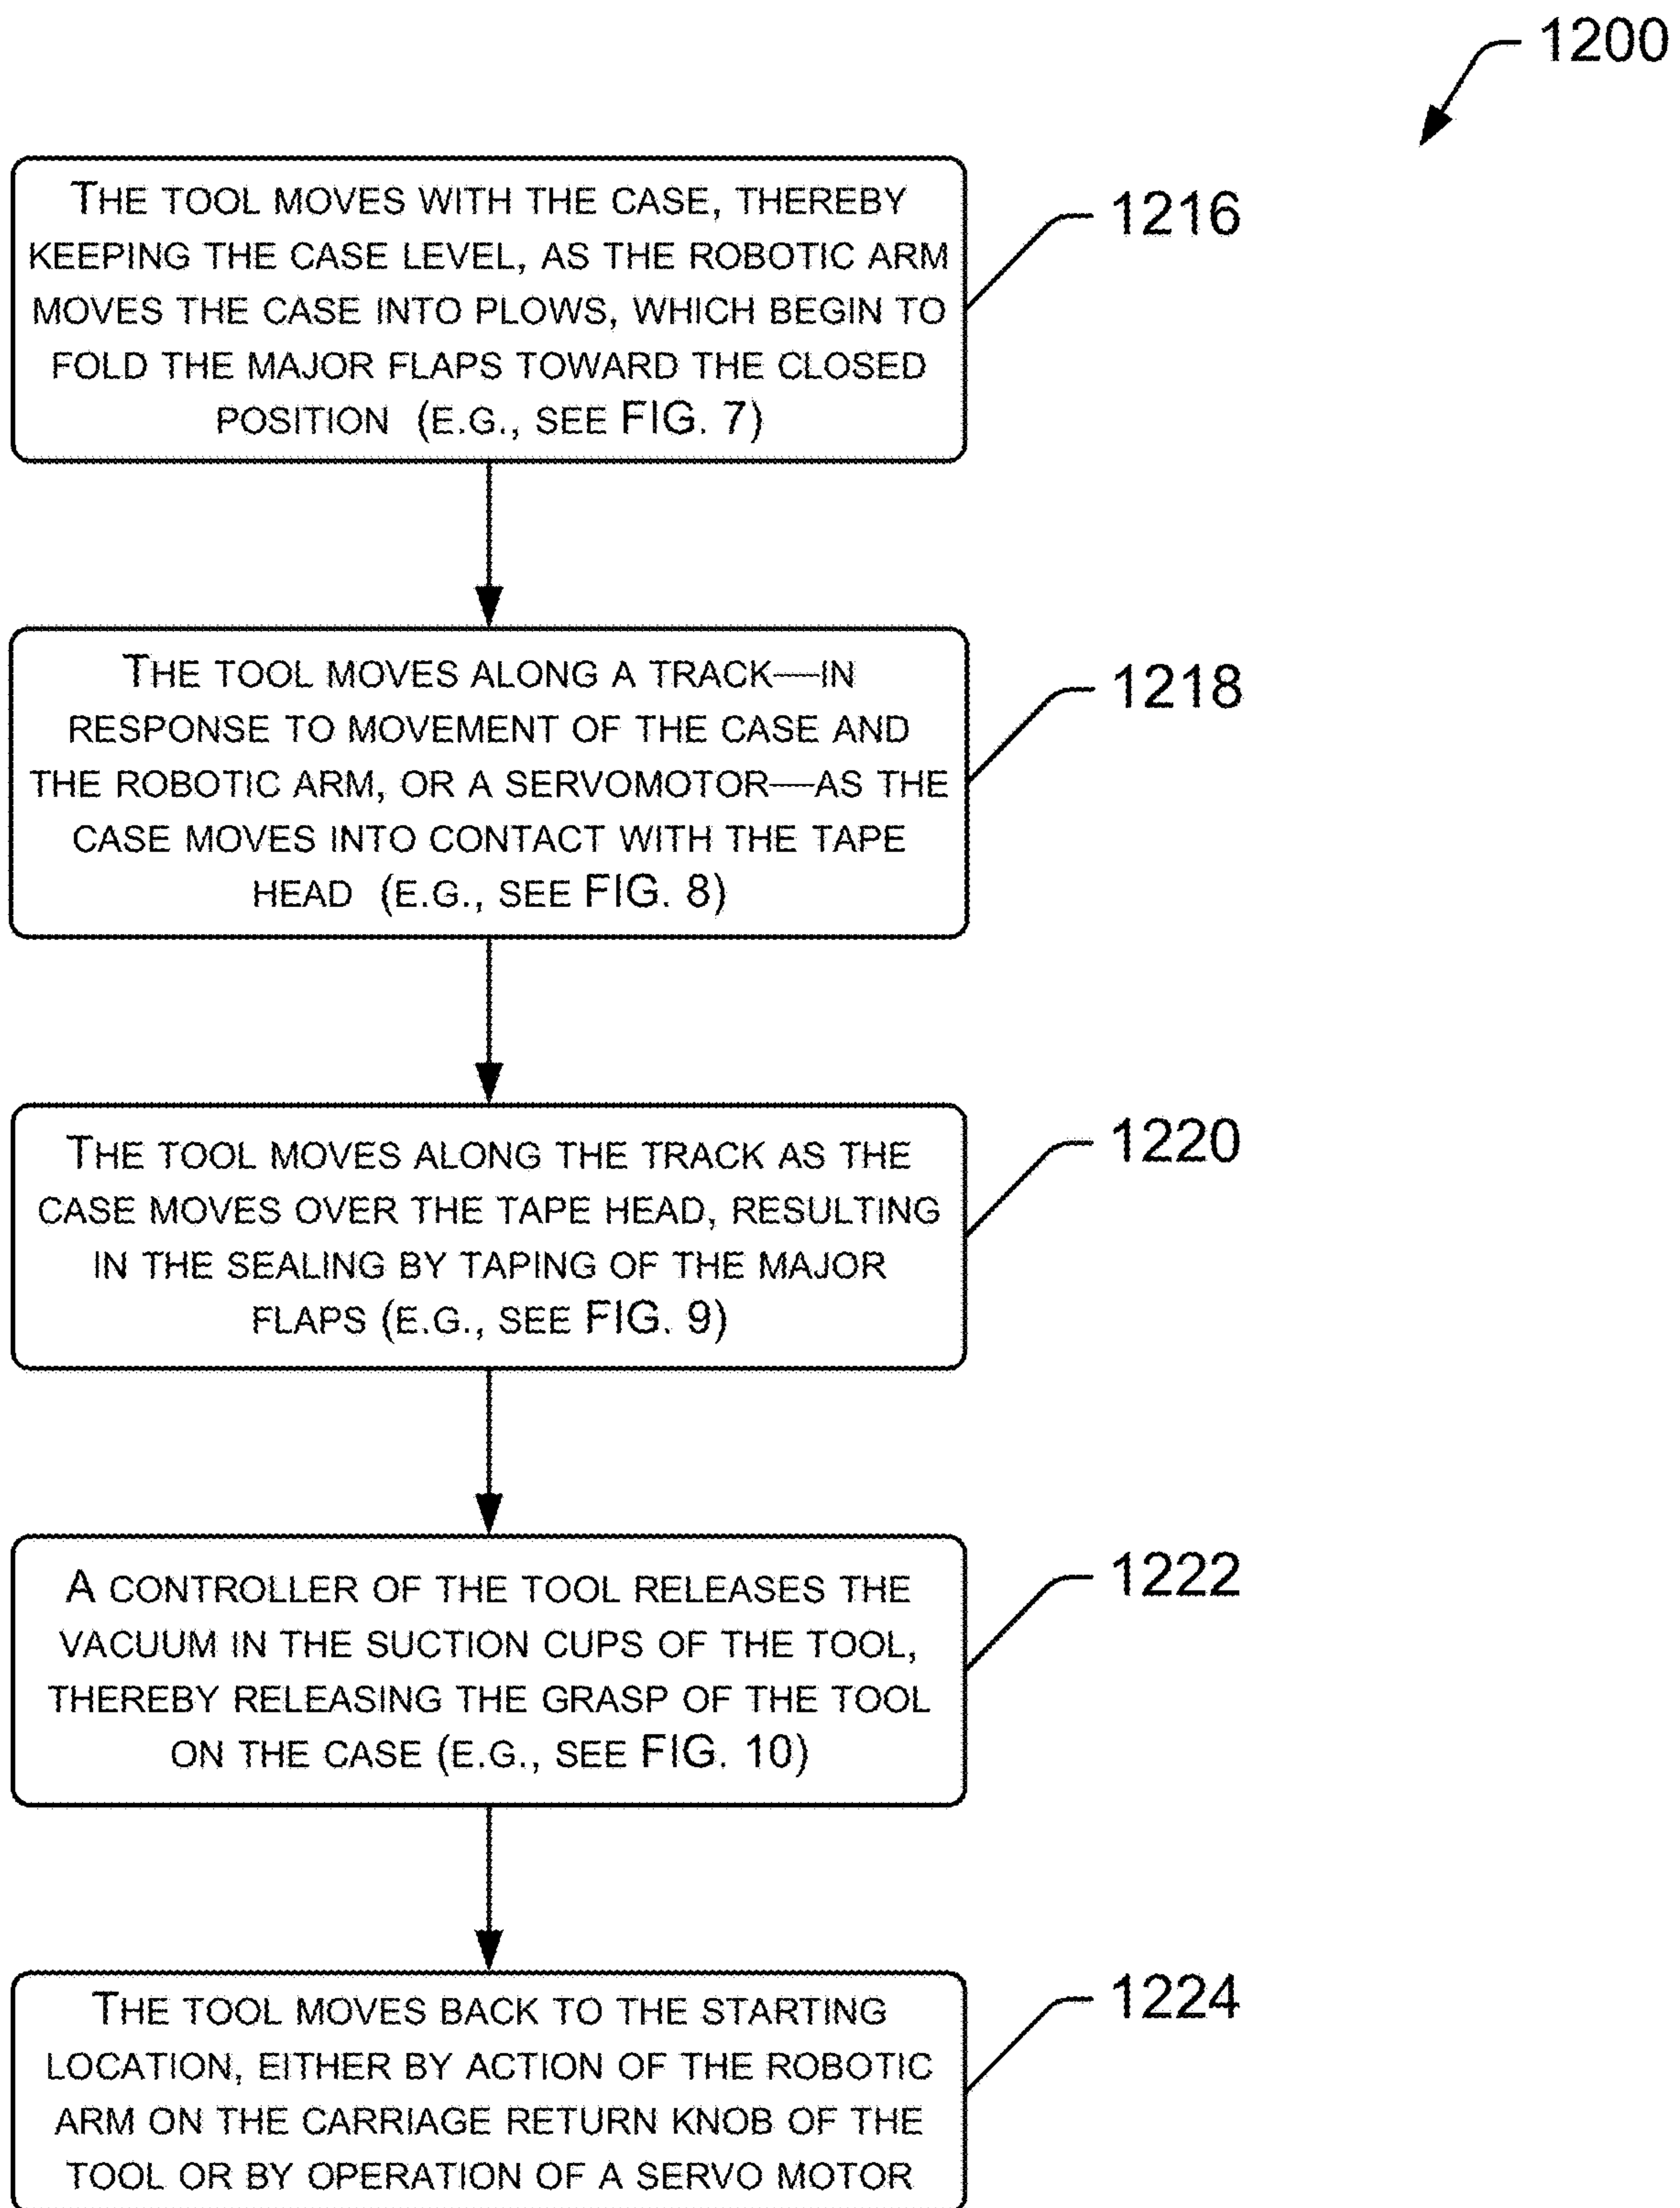 1200
THE TOOL MOVES WITH THE CASE, THEREBY
KEEPING THE CASE LEVEL, AS THE ROBOTIC ARM
MOVES THE CASE INTO PLOWS, WHICH BEGIN TO
FOLD THE MAJOR FLAPS TOWARD THE CLOSED
POSITION (E.G., SEE FIG. 7)
1216
THE TOOL MOVES ALONG A TRACK—IN
RESPONSE TO MOVEMENT OF THE CASE AND
THE ROBOTIC ARM, OR A SERVOMOTOR—AS THE
CASE MOVES INTO CONTACT WITH THE TAPE
HEAD (E.G., SEE FIG. 8)
1218
THE TOOL MOVES ALONG THE TRACK AS THE
CASE MOVES OVER THE TAPE HEAD, RESULTING
IN THE SEALING BY TAPING OF THE MAJOR
FLAPS (E.G., SEE FIG. 9)
1220
A CONTROLLER OF THE TOOL RELEASES THE
VACUUM IN THE SUCTION CUPS OF THE TOOL,
THEREBY RELEASING THE GRASP OF THE TOOL
ON THE CASE (E.G., SEE FIG. 10)
1222
THE TOOL MOVES BACK TO THE STARTING
LOCATION, EITHER BY ACTION OF THE ROBOTIC
ARM ON THE CARRIAGE RETURN KNOB OF THE
TOOL OR BY OPERATION OF A SERVO MOTOR
1224